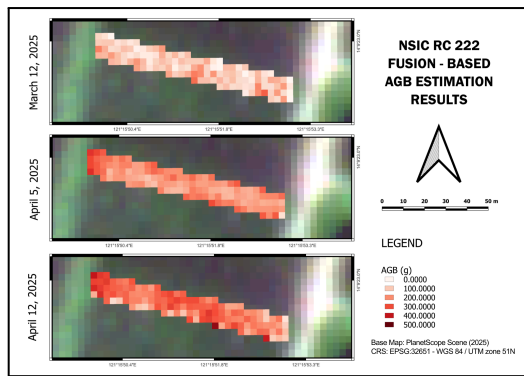 NSIC RC 222
FUSION - BASED
AGB ESTIMATION
RESULTS
March 12, 2025
121°15'50.4"E 121°15'51.8"E 121°15'53.3"E
April 5, 2025
121°15'50.4"E 121°15'51.8"E 121°15'53.3"E
April 12, 2025
121°15'50.4"E 121°15'51.8"E 121°15'53.3"E
0 10 20 30 40 50 m
LEGEND
AGB (g)
0.0000
100.0000
200.0000
300.0000
400.0000
500.0000
Base Map: PlanetScope Scene (2025)
CRS: EPSG:32651 - WGS 84 / UTM zone 51N